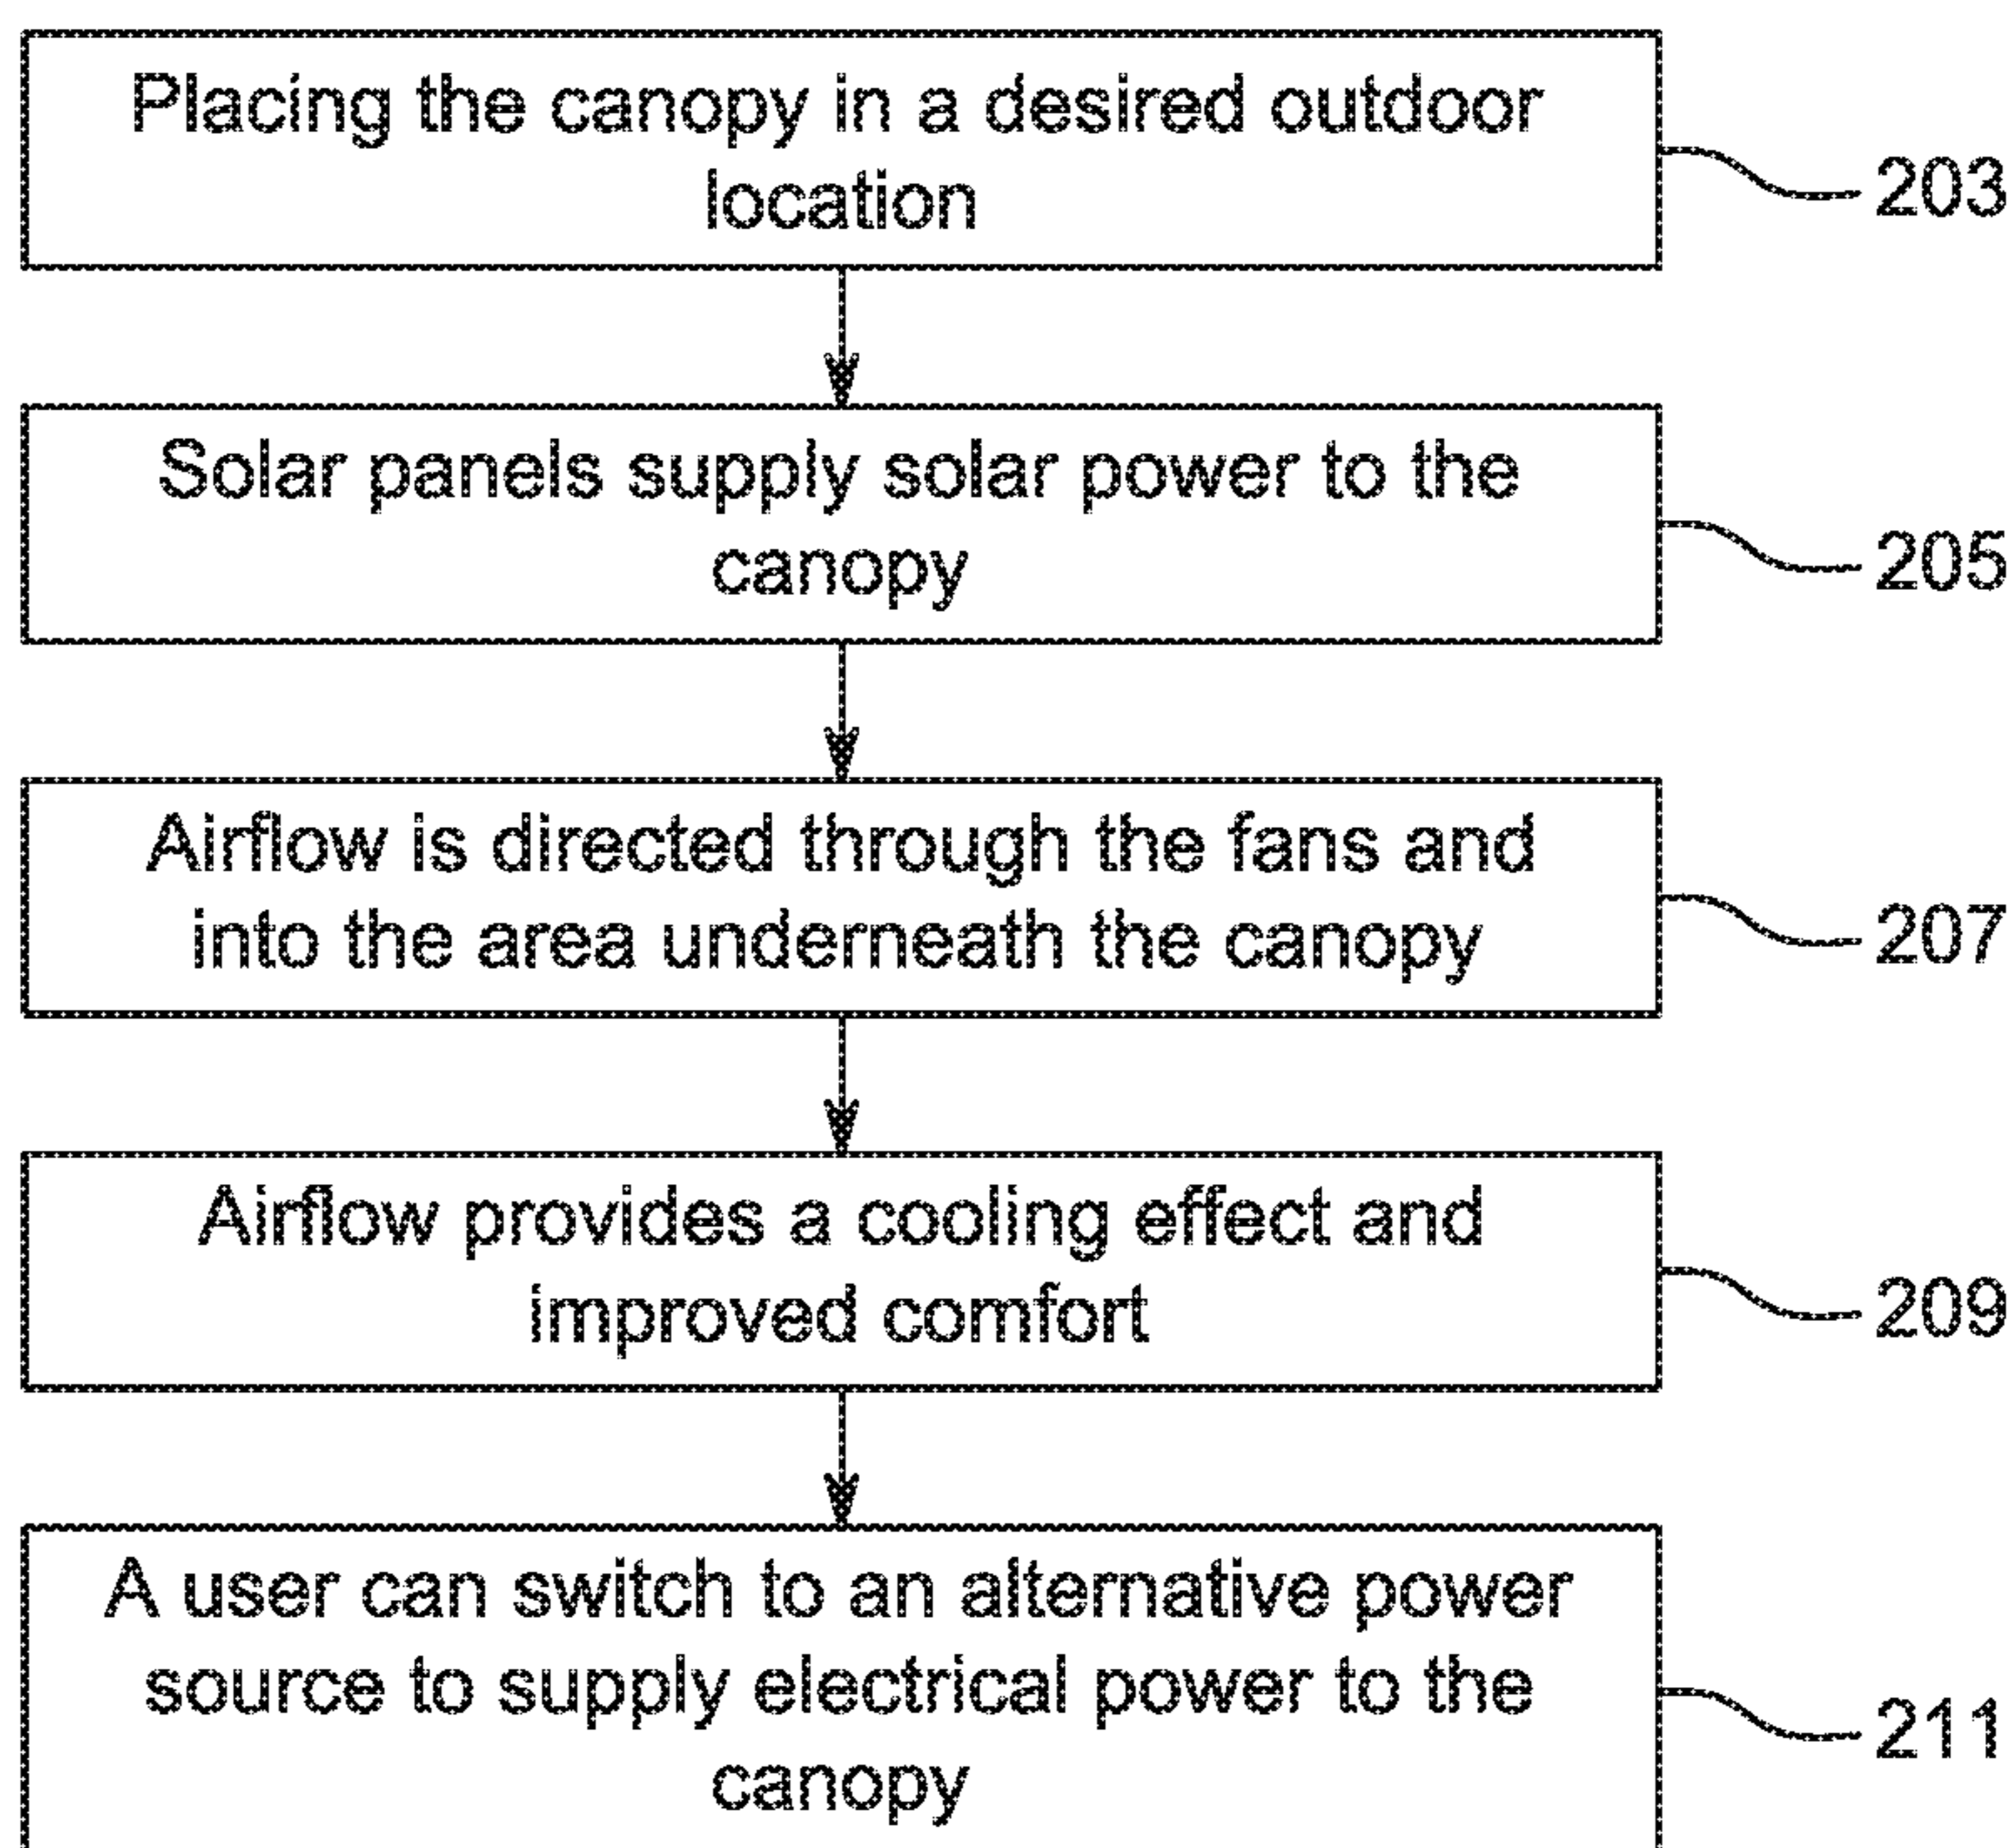 Placing the canopy in a desired outdoor
location
203
Solar panels supply solar power to the
canopy
205
Airflow is directed through the fans and
into the area underneath the canopy
207
Airflow provides a cooling effect and
improved comfort
209
A user can switch to an alternative power
source to supply electrical power to the
canopy
211